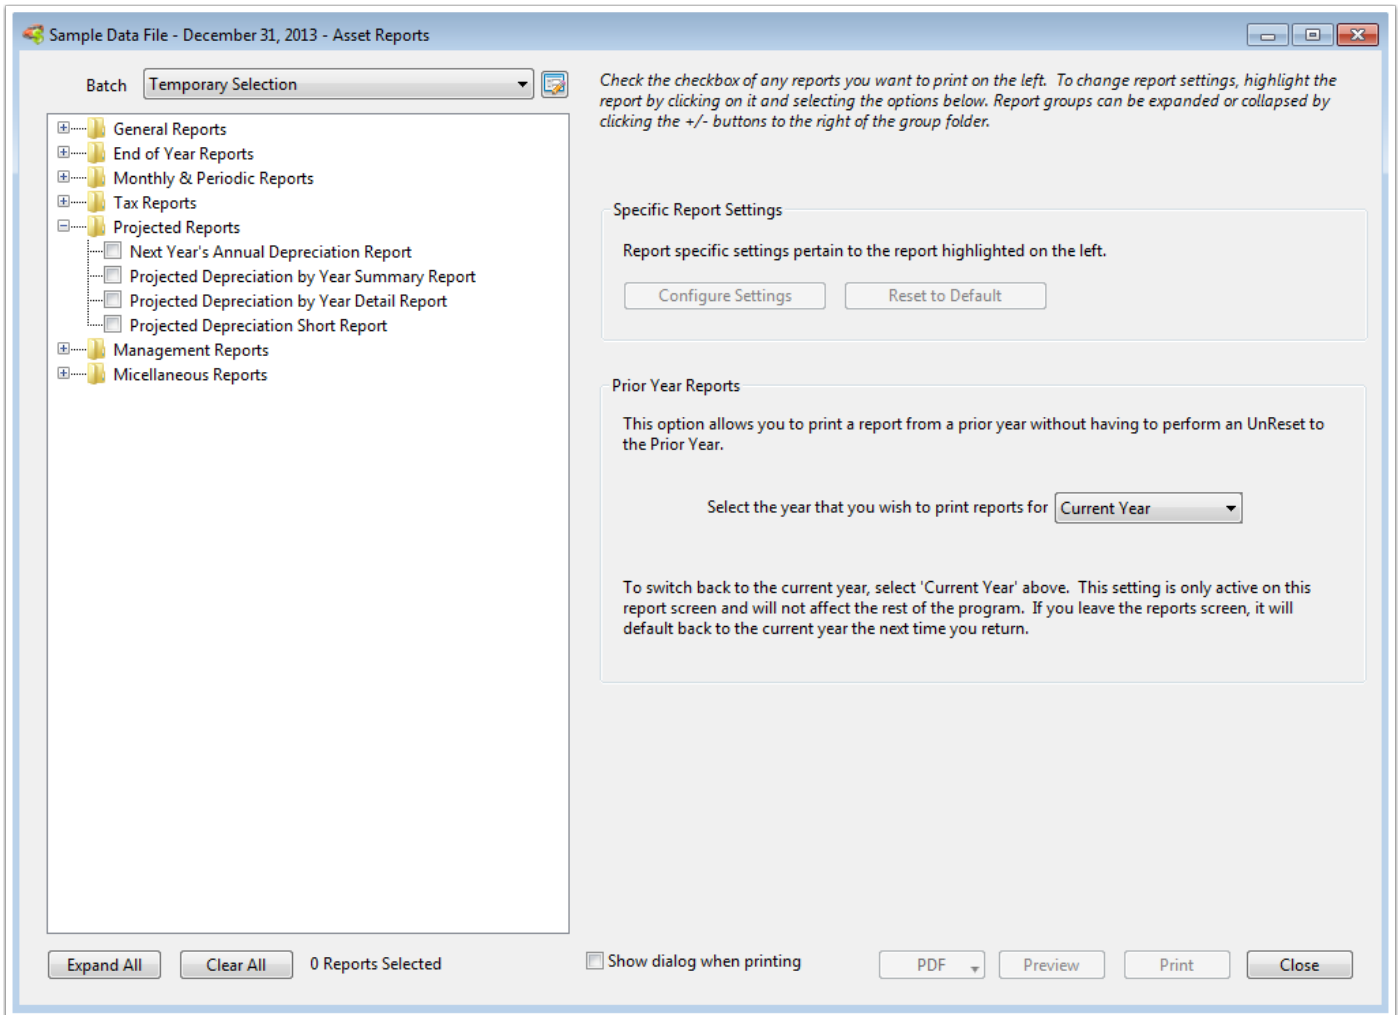 Sample Data File - December 31, 2013 - Asset Reports
Batch
Temporary Selection
General Reports
End of Year Reports
Monthly & Periodic Reports
Tax Reports
Projected Reports
Next Year's Annual Depreciation Report
Projected Depreciation by Year Summary Report
Projected Depreciation by Year Detail Report
Projected Depreciation Short Report
Management Reports
Micellaneous Reports
Check the checkbox of any reports you want to print on the left.  To change report settings, highlight the
report by clicking on it and selecting the options below. Report groups can be expanded or collapsed by
clicking the +/- buttons to the right of the group folder.
Specific Report Settings
Report specific settings pertain to the report highlighted on the left.
Configure Settings
Reset to Default
Prior Year Reports
This option allows you to print a report from a prior year without having to perform an UnReset to
the Prior Year.
Select the year that you wish to print reports for
Current Year
To switch back to the current year, select 'Current Year' above.  This setting is only active on this
report screen and will not affect the rest of the program.  If you leave the reports screen, it will
default back to the current year the next time you return.
Expand All
Clear All
0 Reports Selected
Show dialog when printing
PDF
Preview
Print
Close